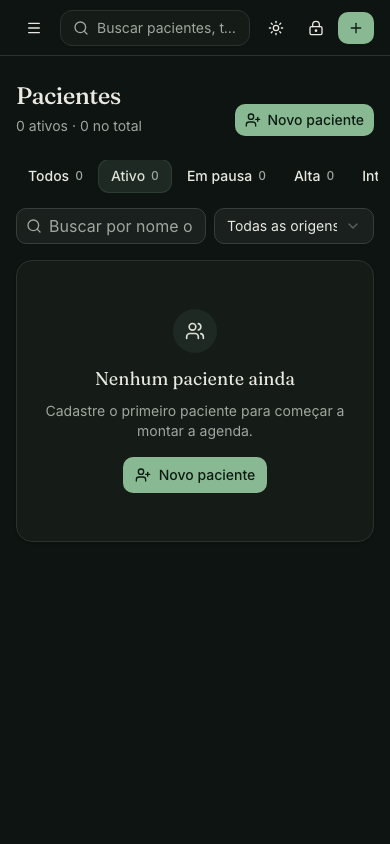 Buscar pacientes, t...
Pacientes
0 ativos · 0 no total
Novo paciente
Todos 0
Ativo 0
Em pausa 0
Alta 0
Int
Buscar por nome o
Todas as origens
Nenhum paciente ainda
Cadastre o primeiro paciente para começar a
montar a agenda.
Novo paciente